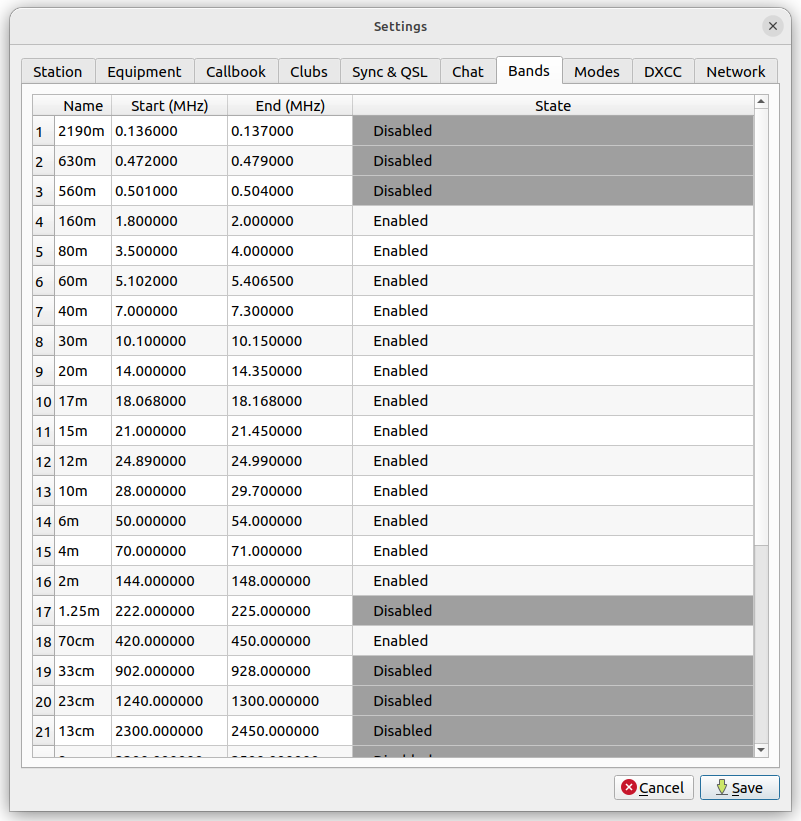 Settings
Station Equipment Callbook Clubs Sync & QSL Chat Bands Modes DXCC Network
Name Start (MHz) End (MHz) State
1 2190m 0.136000 0.137000 Disabled
2 630m 0.472000 0.479000 Disabled
3 560m 0.501000 0.504000 Disabled
4 160m 1.800000 2.000000 Enabled
5 80m 3.500000 4.000000 Enabled
6 60m 5.102000 5.406500 Enabled
7 40m 7.000000 7.300000 Enabled
8 30m 10.100000 10.150000 Enabled
9 20m 14.000000 14.350000 Enabled
10 17m 18.068000 18.168000 Enabled
11 15m 21.000000 21.450000 Enabled
12 12m 24.890000 24.990000 Enabled
13 10m 28.000000 29.700000 Enabled
14 6m 50.000000 54.000000 Enabled
15 4m 70.000000 71.000000 Enabled
16 2m 144.000000 148.000000 Enabled
17 1.25m 222.000000 225.000000 Disabled
18 70cm 420.000000 450.000000 Enabled
19 33cm 902.000000 928.000000 Disabled
20 23cm 1240.000000 1300.000000 Disabled
21 13cm 2300.000000 2450.000000 Disabled
Cancel Save